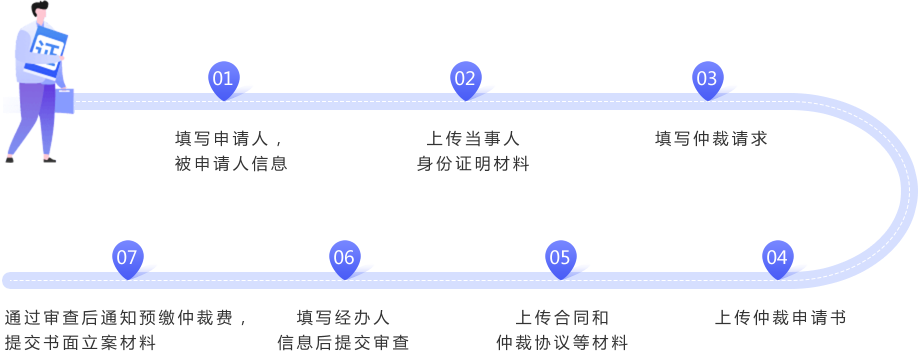 证
01
填写申请人，
被申请人信息
02
上传当事人
身份证明材料
03
填写仲裁请求
04
上传仲裁申请书
05
上传合同和
仲裁协议等材料
06
填写经办人
信息后提交审查
07
通过审查后通知预缴仲裁费，
提交书面立案材料